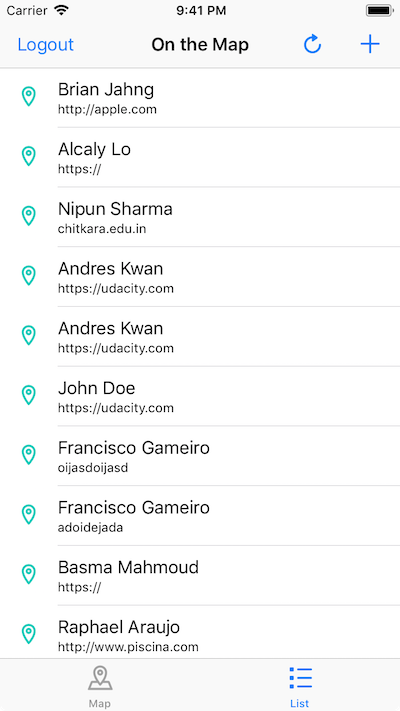 Carrier 9:41 PM
Logout On the Map
Brian Jahng
http://apple.com
Alcaly Lo
https://
Nipun Sharma
chitkara.edu.in
Andres Kwan
https://udacity.com
Andres Kwan
https://udacity.com
John Doe
https://udacity.com
Francisco Gameiro
oijasdoijasd
Francisco Gameiro
adoidejada
Basma Mahmoud
https://
Raphael Araujo
http://www.piscina.com
Map List